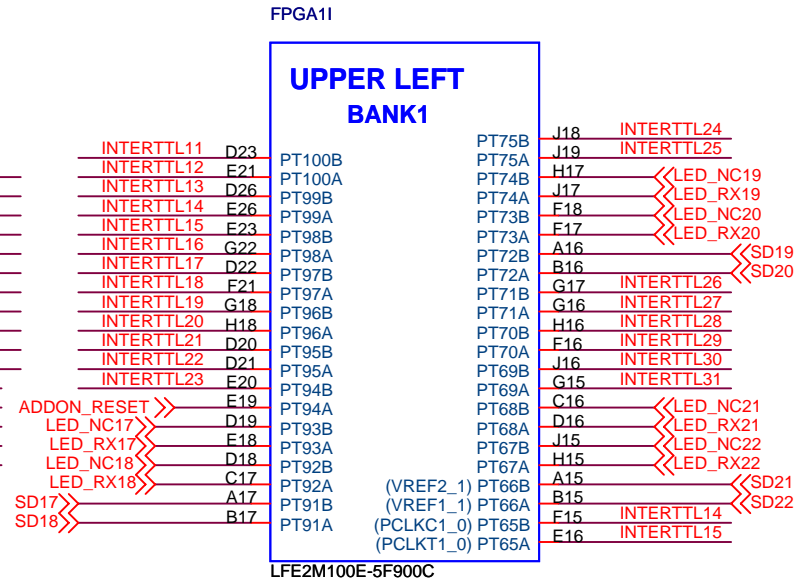 FPGA1I
UPPER LEFT
BANK1
PT75B J18 INTERTTL24
INTERTTL11 D23 PT100B PT75A J19 INTERTTL25
INTERTTL12 E21 PT100A PT74B H17 LED_NC19
INTERTTL13 D26 PT99B PT74A J17 LED_RX19
INTERTTL14 E26 PT99A PT73B F18 LED_NC20
INTERTTL15 E23 PT98B PT73A F17 LED_RX20
INTERTTL16 G22 PT98A PT72B A16 SD19
INTERTTL17 D22 PT97B PT72A B16 SD20
INTERTTL18 F21 PT97A PT71B G17 INTERTTL26
INTERTTL19 G18 PT96B PT71A G16 INTERTTL27
INTERTTL20 H18 PT96A PT70B H16 INTERTTL28
INTERTTL21 D20 PT95B PT70A F16 INTERTTL29
INTERTTL22 D21 PT95A PT69B J16 INTERTTL30
INTERTTL23 E20 PT94B PT69A G15 INTERTTL31
ADDON_RESET E19 PT94A PT68B C16 LED_NC21
LED_NC17 D19 PT93B PT68A D16 LED_RX21
LED_RX17 E18 PT93A PT67B J15 LED_NC22
LED_NC18 D18 PT92B PT67A H15 LED_RX22
LED_RX18 C17 PT92A (VREF2_1) PT66B A15 SD21
SD17 A17 PT91B (VREF1_1) PT66A B15 SD22
SD18 B17 PT91A (PCLKC1_0) PT65B F15 INTERTTL14
(PCLKT1_0) PT65A E16 INTERTTL15
LFE2M100E-5F900C